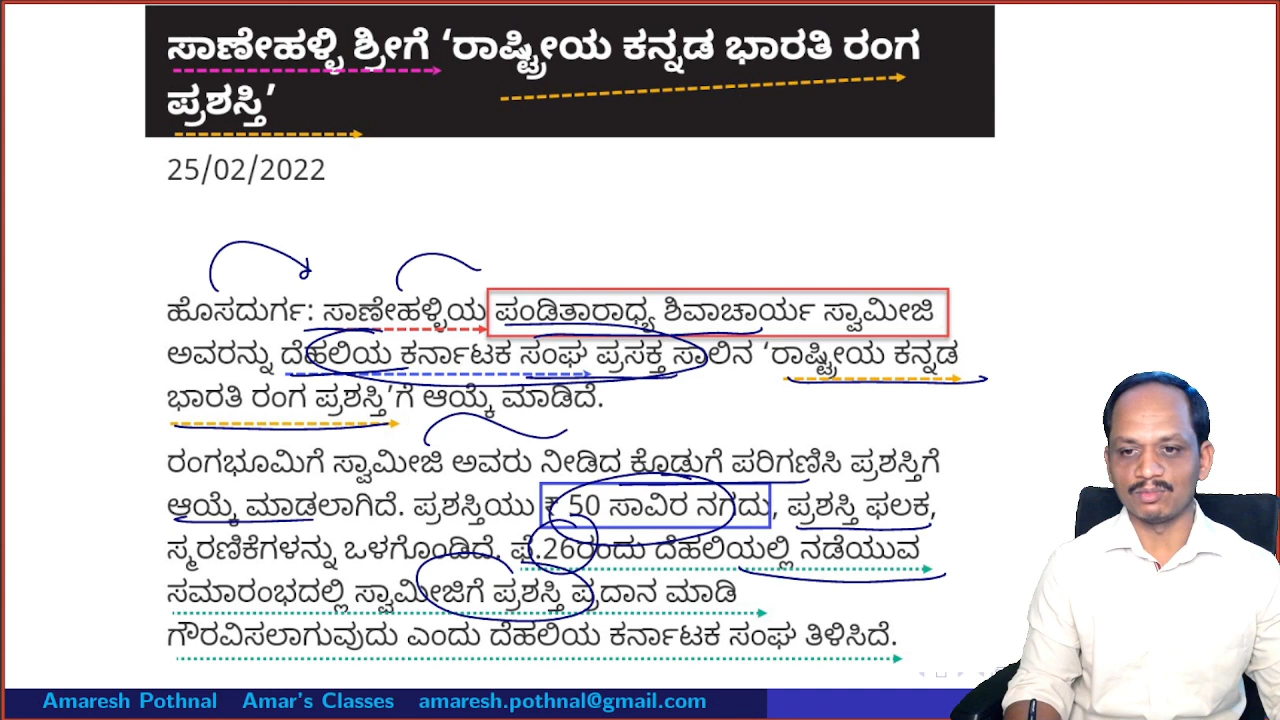 ಸಾಣೇಹಳ್ಳಿ ಶ್ರೀಗೆ ‘ರಾಷ್ಟ್ರೀಯ ಕನ್ನಡ ಭಾರತಿ ರಂಗ
ಪ್ರಶಸ್ತಿ’
25/02/2022
ಹೊಸದುರ್ಗ: ಸಾಣೇಹಳ್ಳಿಯ ಪಂಡಿತಾರಾಧ್ಯ ಶಿವಾಚಾರ್ಯ ಸ್ವಾಮೀಜಿ
ಅವರನ್ನು ದೆಹಲಿಯ ಕರ್ನಾಟಕ ಸಂಘ ಪ್ರಸಕ್ತ ಸಾಲಿನ ‘ರಾಷ್ಟ್ರೀಯ ಕನ್ನಡ
ಭಾರತಿ ರಂಗ ಪ್ರಶಸ್ತಿ’ಗೆ ಆಯ್ಕೆ ಮಾಡಿದೆ.
ರಂಗಭೂಮಿಗೆ ಸ್ವಾಮೀಜಿ ಅವರು ನೀಡಿದ ಕೊಡುಗೆ ಪರಿಗಣಿಸಿ ಪ್ರಶಸ್ತಿಗೆ
ಆಯ್ಕೆ ಮಾಡಲಾಗಿದೆ. ಪ್ರಶಸ್ತಿಯು ₹ 50 ಸಾವಿರ ನಗದು, ಪ್ರಶಸ್ತಿ ಫಲಕ,
ಸ್ಮರಣಿಕೆಗಳನ್ನು ಒಳಗೊಂಡಿದೆ. ಫೆ.26ರಂದು ದೆಹಲಿಯಲ್ಲಿ ನಡೆಯುವ
ಸಮಾರಂಭದಲ್ಲಿ ಸ್ವಾಮೀಜಿಗೆ ಪ್ರಶಸ್ತಿ ಪ್ರದಾನ ಮಾಡಿ
ಗೌರವಿಸಲಾಗುವುದು ಎಂದು ದೆಹಲಿಯ ಕರ್ನಾಟಕ ಸಂಘ ತಿಳಿಸಿದೆ.
Amaresh Pothnal Amar's Classes amaresh.pothnal@gmail.com